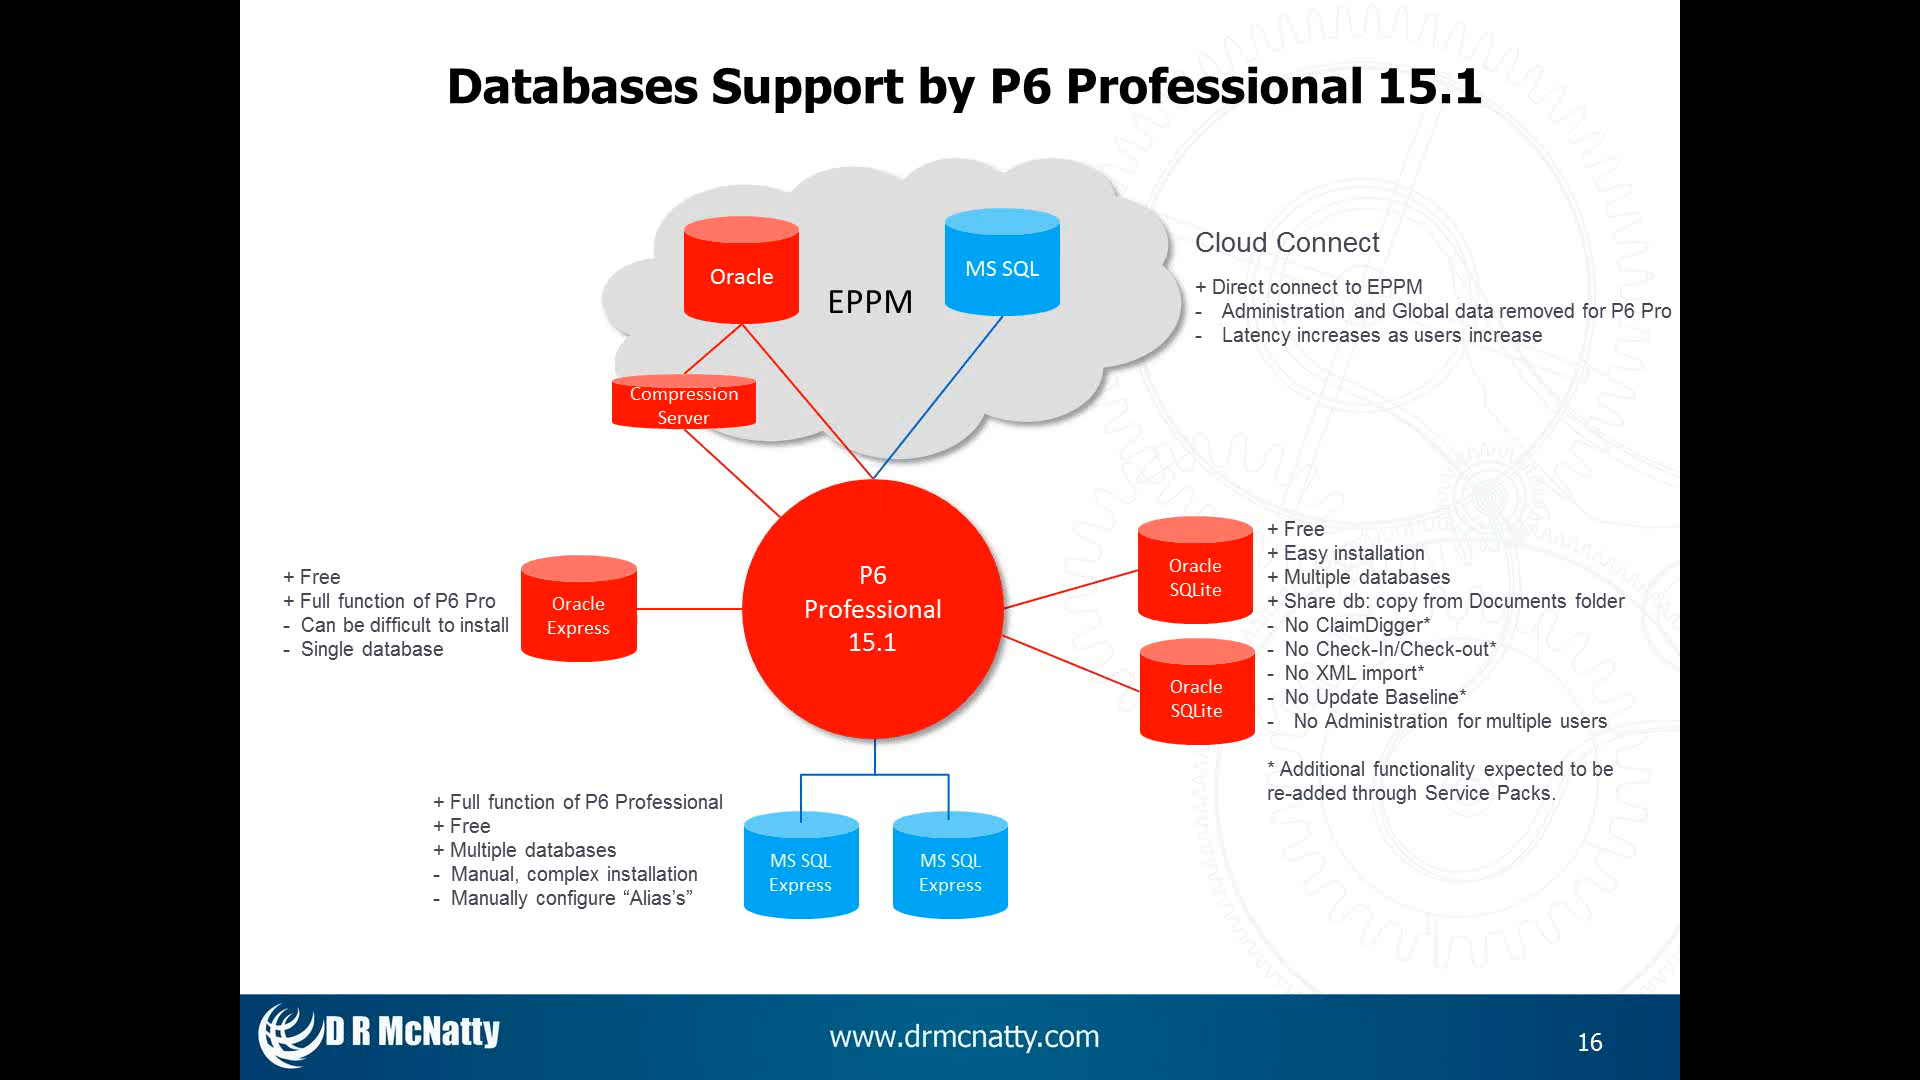 Databases Support by P6 Professional 15.1
Oracle
MS SQL
EPPM
Compression
Server
Cloud Connect
+ Direct connect to EPPM
- Administration and Global data removed for P6 Pro
- Latency increases as users increase
+ Free
+ Full function of P6 Pro
- Can be difficult to install
- Single database
Oracle
Express
P6
Professional
15.1
Oracle
SQLite
Oracle
SQLite
+ Free
+ Easy installation
+ Multiple databases
+ Share db: copy from Documents folder
- No ClaimDigger*
- No Check-In/Check-out*
- No XML import*
- No Update Baseline*
- No Administration for multiple users
* Additional functionality expected to be
re-added through Service Packs.
+ Full function of P6 Professional
+ Free
+ Multiple databases
- Manual, complex installation
- Manually configure “Alias’s”
MS SQL
Express
MS SQL
Express
D R McNatty
www.drmcnatty.com
16